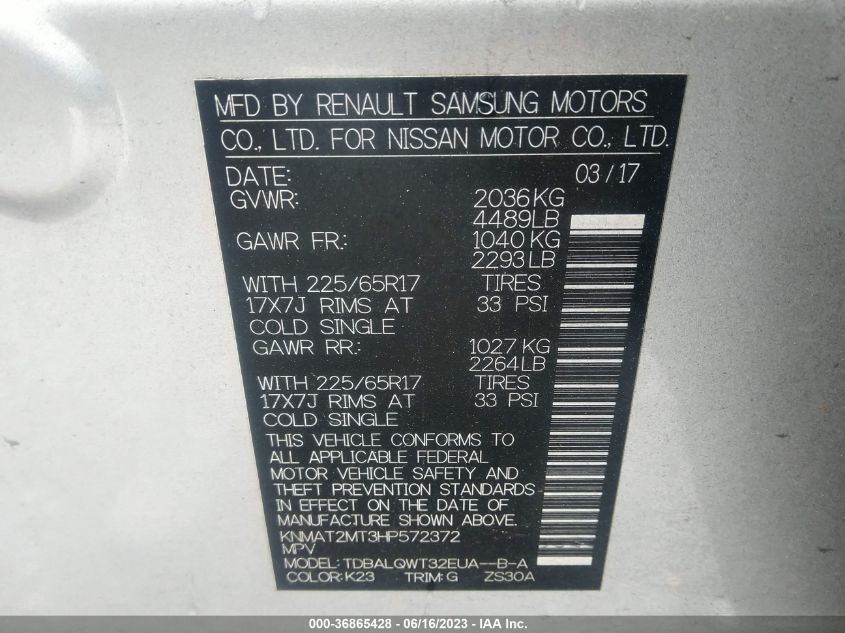 MFD BY RENAULT SAMSUNG MOTORS
CO., LTD. FOR NISSAN MOTOR CO., LTD.
DATE: 03/17
GVWR: 2036KG
4489LB
GAWR FR.: 1040KG
2293LB
WITH 225/65R17 TIRES
17X7J RIMS AT 33 PSI
COLD SINGLE
GAWR RR.: 1027KG
2264LB
WITH 225/65R17 TIRES
17X7J RIMS AT 33 PSI
COLD SINGLE
THIS VEHICLE CONFORMS TO
ALL APPLICABLE FEDERAL
MOTOR VEHICLE SAFETY AND
THEFT PREVENTION STANDARDS
IN EFFECT ON THE DATE OF
MANUFACTURE SHOWN ABOVE.
KNMAT2MT3HP572372
MPV
MODEL: TDBALQWT32EUA--B-A
COLOR:K23 TRIM:G ZS30A
000-36865428 - 06/16/2023 - IAA Inc.